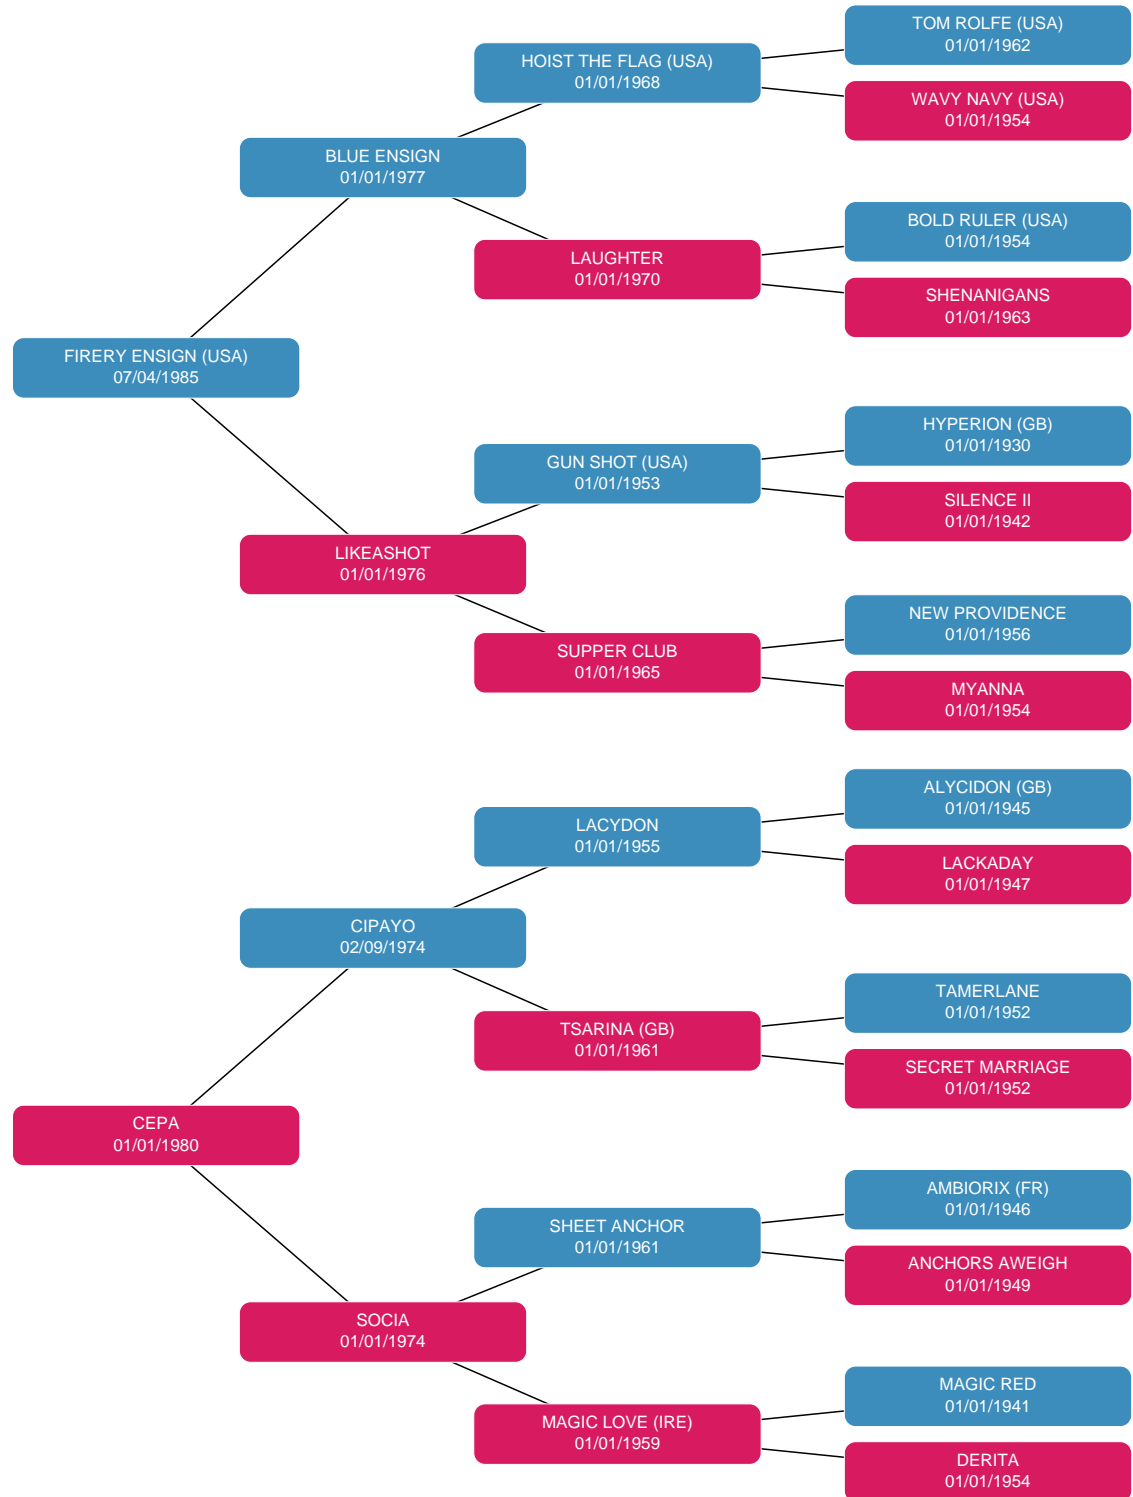 TOM ROLFE (USA)
01/01/1962
HOIST THE FLAG (USA)
01/01/1968
WAVY NAVY (USA)
01/01/1954
BLUE ENSIGN
01/01/1977
BOLD RULER (USA)
01/01/1954
LAUGHTER
01/01/1970
SHENANIGANS
01/01/1963
FIRERY ENSIGN (USA)
07/04/1985
HYPERION (GB)
01/01/1930
GUN SHOT (USA)
01/01/1953
SILENCE II
01/01/1942
LIKEASHOT
01/01/1976
NEW PROVIDENCE
01/01/1956
SUPPER CLUB
01/01/1965
MYANNA
01/01/1954
ALYCIDON (GB)
01/01/1945
LACYDON
01/01/1955
LACKADAY
01/01/1947
CIPAYO
02/09/1974
TAMERLANE
01/01/1952
TSARINA (GB)
01/01/1961
SECRET MARRIAGE
01/01/1952
CEPA
01/01/1980
AMBIORIX (FR)
01/01/1946
SHEET ANCHOR
01/01/1961
ANCHORS AWEIGH
01/01/1949
SOCIA
01/01/1974
MAGIC RED
01/01/1941
MAGIC LOVE (IRE)
01/01/1959
DERITA
01/01/1954